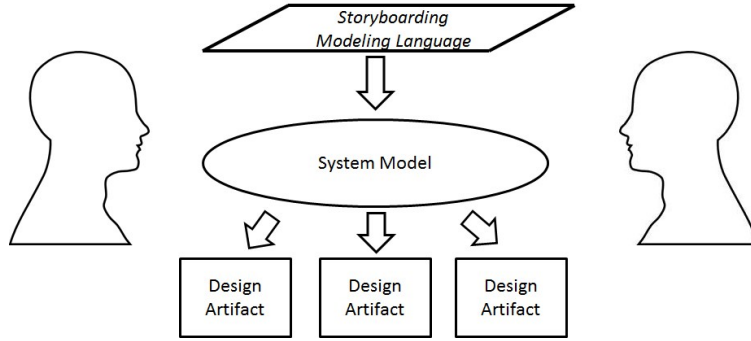 Storyboarding
Modeling Language
System Model
Design
Artifact
Design
Artifact
Design
Artifact